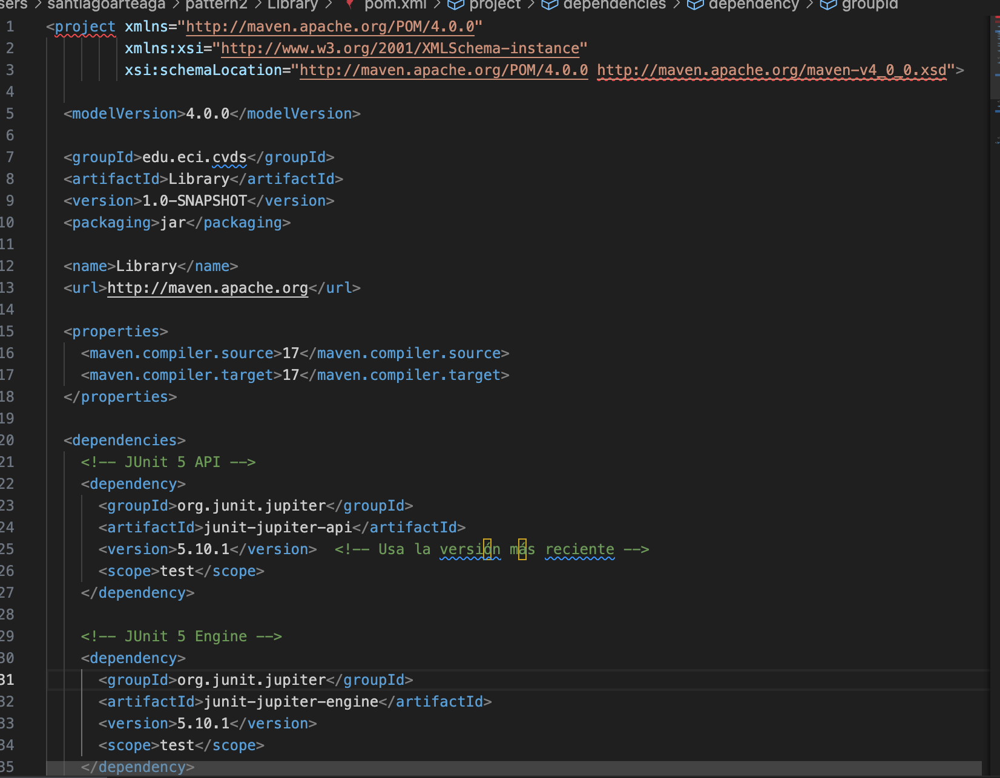 sers > santiagoarteaga > pattern2 > Library > pom.xml > project > dependencies > dependency > groupId
1 <project xmlns="http://maven.apache.org/POM/4.0.0"
2 xmlns:xsi="http://www.w3.org/2001/XMLSchema-instance"
3 xsi:schemaLocation="http://maven.apache.org/POM/4.0.0 http://maven.apache.org/maven-v4_0_0.xsd">
4
5 <modelVersion>4.0.0</modelVersion>
6
7 <groupId>edu.eci.cvds</groupId>
8 <artifactId>Library</artifactId>
9 <version>1.0-SNAPSHOT</version>
10 <packaging>jar</packaging>
11
12 <name>Library</name>
13 <url>http://maven.apache.org</url>
14
15 <properties>
16 <maven.compiler.source>17</maven.compiler.source>
17 <maven.compiler.target>17</maven.compiler.target>
18 </properties>
19
20 <dependencies>
21 <!-- JUnit 5 API -->
22 <dependency>
23 <groupId>org.junit.jupiter</groupId>
24 <artifactId>junit-jupiter-api</artifactId>
25 <version>5.10.1</version> <!-- Usa la versión más reciente -->
26 <scope>test</scope>
27 </dependency>
28
29 <!-- JUnit 5 Engine -->
30 <dependency>
31 <groupId>org.junit.jupiter</groupId>
32 <artifactId>junit-jupiter-engine</artifactId>
33 <version>5.10.1</version>
34 <scope>test</scope>
35 </dependency>